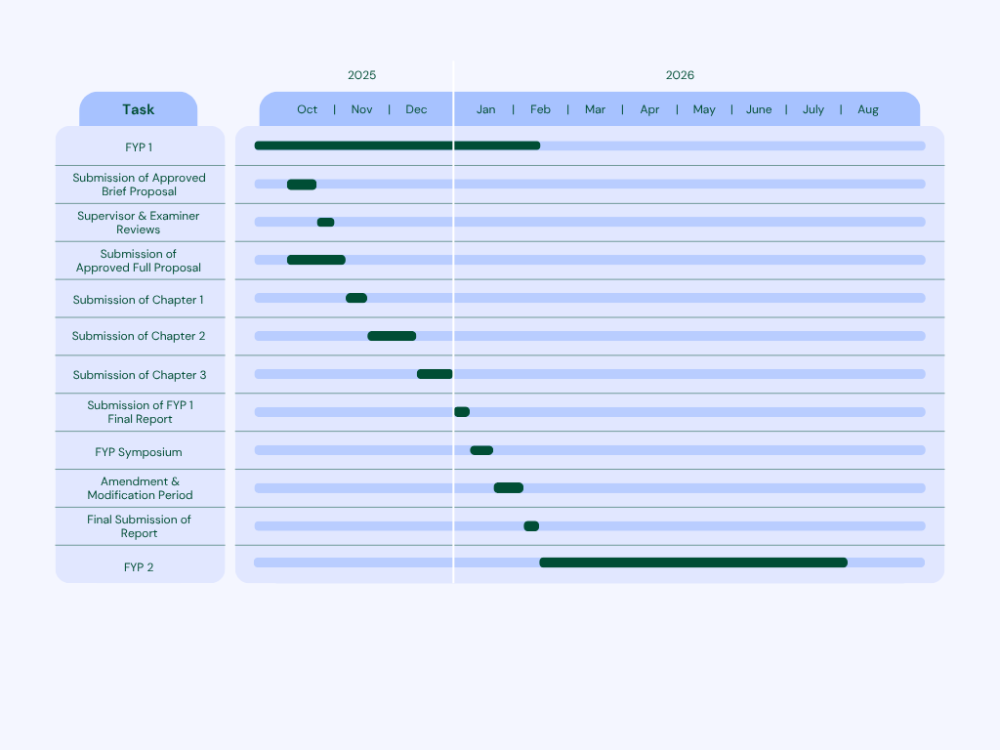 2025
2026
Task
Oct | Nov | Dec
Jan | Feb | Mar | Apr | May | June | July | Aug
FYP 1
Submission of Approved
Brief Proposal
Supervisor & Examiner
Reviews
Submission of
Approved Full Proposal
Submission of Chapter 1
Submission of Chapter 2
Submission of Chapter 3
Submission of FYP 1
Final Report
FYP Symposium
Amendment &
Modification Period
Final Submission of
Report
FYP 2